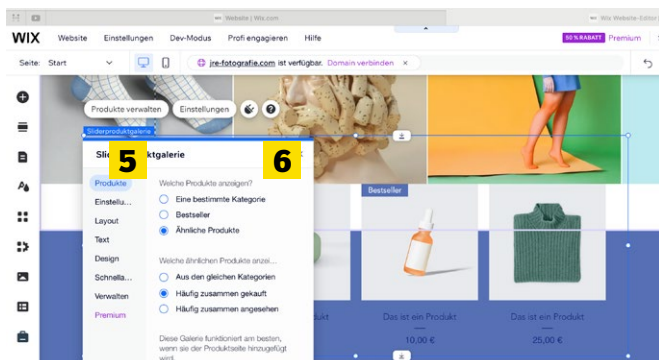 Website | Wix.com
Wix Website-Editor
WIX Website Einstellungen Dev-Modus Profi engagieren Hilfe
50 % RABATT Premium
Seite: Start
jre-fotografie.com ist verfügbar. Domain verbinden ×
Produkte verwalten
Einstellungen
Sliderproduktgalerie
5
6
Produkte
Einstellu...
Layout
Text
Design
Schnella...
Verwalten
Premium
Welche Produkte anzeigen?
Eine bestimmte Kategorie
Bestseller
Ähnliche Produkte
Welche ähnlichen Produkte anzei...
Aus den gleichen Kategorien
Häufig zusammen gekauft
Häufig zusammen angesehen
Diese Galerie funktioniert am besten,
wenn sie der Produktseite hinzugefügt
wird.
Bestseller
Das ist ein Produkt
10,00 €
Das ist ein Produkt
25,00 €